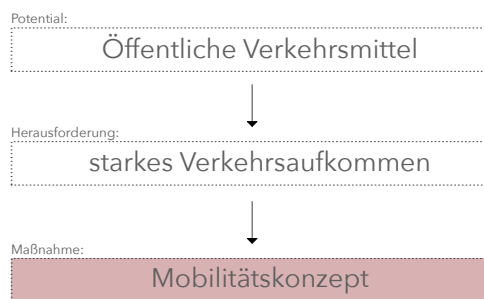 Potential:
Öffentliche Verkehrsmittel
Herausforderung:
starkes Verkehrsaufkommen
Maßnahme:
Mobilitätskonzept